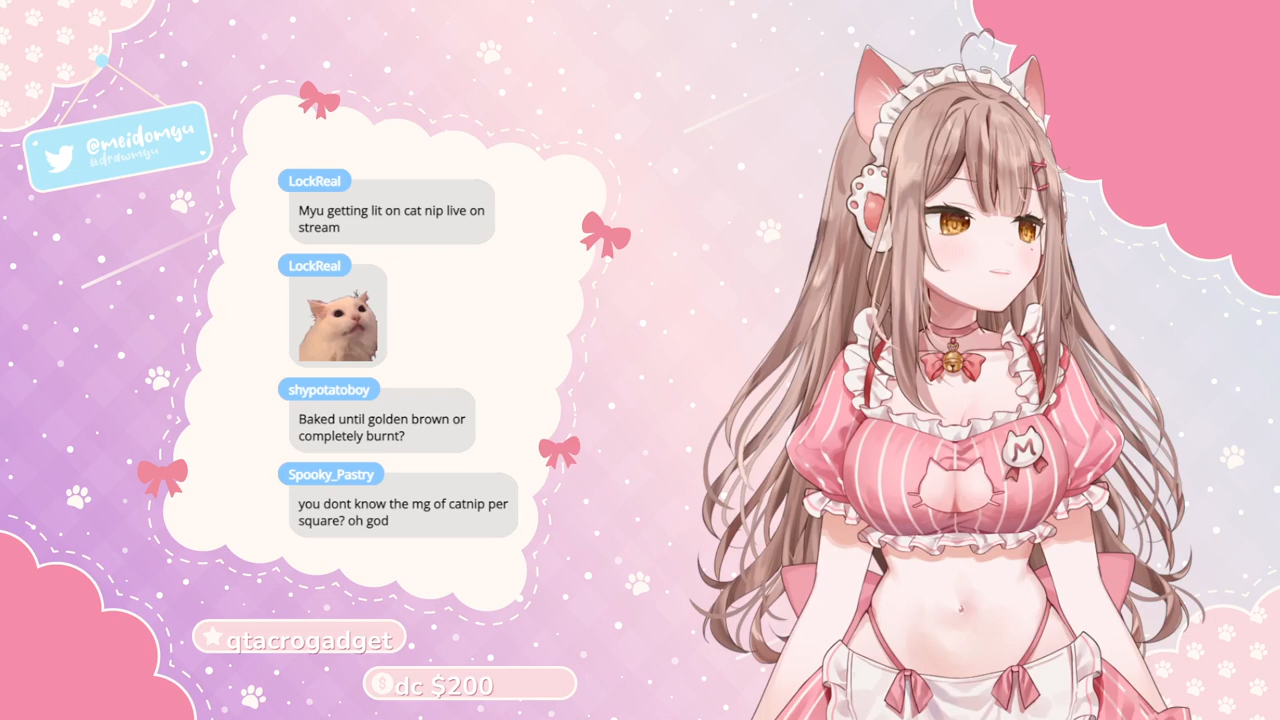 @meidomyu
#drawmyu
LockReal
Myu getting lit on cat nip live on
stream
LockReal
shypotatoboy
Baked until golden brown or
completely burnt?
Spooky_Pastry
you dont know the mg of catnip per
square? oh god
qtacrogadget
$ dc $200
M